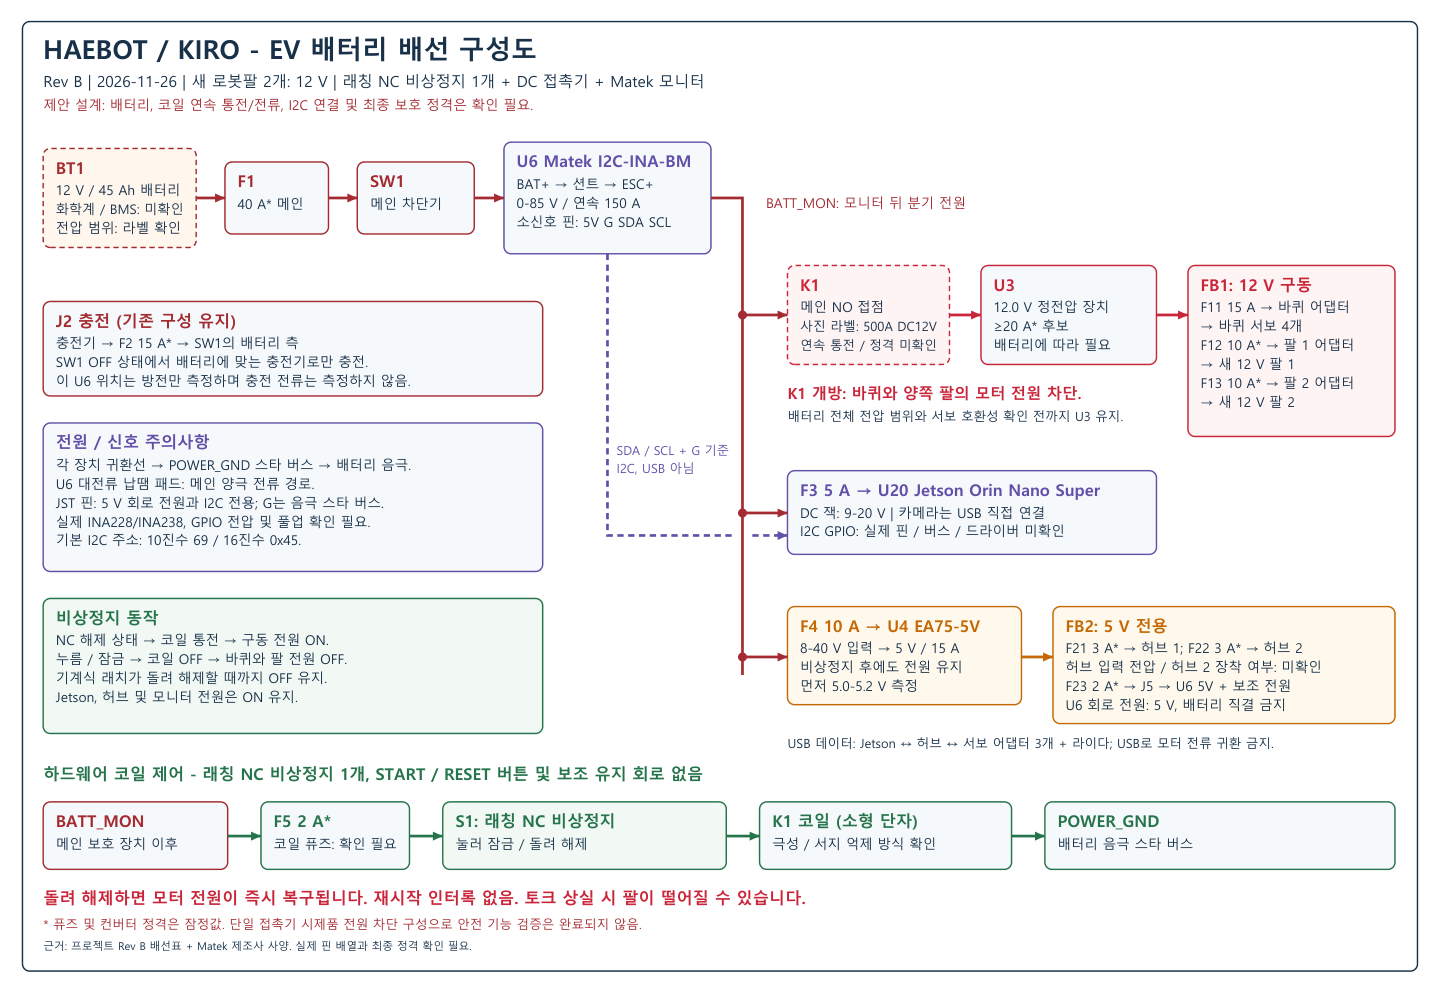 HAEBOT / KIRO - EV 배터리 배선 구성도
Rev B | 2026-11-26 | 새 로봇팔 2개: 12 V | 래칭 NC 비상정지 1개 + DC 접촉기 + Matek 모니터
제안 설계: 배터리, 코일 연속 통전/전류, I2C 연결 및 최종 보호 정격은 확인 필요.
BT1
12 V / 45 Ah 배터리
화학계 / BMS: 미확인
전압 범위: 라벨 확인
F1
40 A* 메인
SW1
메인 차단기
U6 Matek I2C-INA-BM
BAT+ → 션트 → ESC+
0-85 V / 연속 150 A
소신호 핀: 5V G SDA SCL
BATT_MON: 모니터 뒤 분기 전원
K1
메인 NO 접점
사진 라벨: 500A DC12V
연속 통전 / 정격 미확인
U3
12.0 V 정전압 장치
≥20 A* 후보
배터리에 따라 필요
FB1: 12 V 구동
F11 15 A → 바퀴 어댑터
→ 바퀴 서보 4개
F12 10 A* → 팔 1 어댑터
→ 새 12 V 팔 1
F13 10 A* → 팔 2 어댑터
→ 새 12 V 팔 2
K1 개방: 바퀴와 양쪽 팔의 모터 전원 차단.
배터리 전체 전압 범위와 서보 호환성 확인 전까지 U3 유지.
J2 충전 (기존 구성 유지)
충전기 → F2 15 A* → SW1의 배터리 측
SW1 OFF 상태에서 배터리에 맞는 충전기로만 충전.
이 U6 위치는 방전만 측정하며 충전 전류는 측정하지 않음.
전원 / 신호 주의사항
각 장치 귀환선 → POWER_GND 스타 버스 → 배터리 음극.
U6 대전류 납땜 패드: 메인 양극 전류 경로.
JST 핀: 5 V 회로 전원과 I2C 전용; G는 음극 스타 버스.
실제 INA228/INA238, GPIO 전압 및 풀업 확인 필요.
기본 I2C 주소: 10진수 69 / 16진수 0x45.
SDA / SCL + G 기준
I2C, USB 아님
F3 5 A → U20 Jetson Orin Nano Super
DC 잭: 9-20 V | 카메라는 USB 직접 연결
I2C GPIO: 실제 핀 / 버스 / 드라이버 미확인
비상정지 동작
NC 해제 상태 → 코일 통전 → 구동 전원 ON.
누름 / 잠금 → 코일 OFF → 바퀴와 팔 전원 OFF.
기계식 래치가 돌려 해제할 때까지 OFF 유지.
Jetson, 허브 및 모니터 전원은 ON 유지.
F4 10 A → U4 EA75-5V
8-40 V 입력 → 5 V / 15 A
비상정지 후에도 전원 유지
먼저 5.0-5.2 V 측정
FB2: 5 V 전용
F21 3 A* → 허브 1; F22 3 A* → 허브 2
허브 입력 전압 / 허브 2 장착 여부: 미확인
F23 2 A* → J5 → U6 5V + 보조 전원
U6 회로 전원: 5 V, 배터리 직결 금지
USB 데이터: Jetson ↔ 허브 ↔ 서보 어댑터 3개 + 라이다; USB로 모터 전류 귀환 금지.
하드웨어 코일 제어 - 래칭 NC 비상정지 1개, START / RESET 버튼 및 보조 유지 회로 없음
BATT_MON
메인 보호 장치 이후
F5 2 A*
코일 퓨즈: 확인 필요
S1: 래칭 NC 비상정지
눌러 잠금 / 돌려 해제
K1 코일 (소형 단자)
극성 / 서지 억제 방식 확인
POWER_GND
배터리 음극 스타 버스
돌려 해제하면 모터 전원이 즉시 복구됩니다. 재시작 인터록 없음. 토크 상실 시 팔이 떨어질 수 있습니다.
* 퓨즈 및 컨버터 정격은 잠정값. 단일 접촉기 시제품 전원 차단 구성으로 안전 기능 검증은 완료되지 않음.
근거: 프로젝트 Rev B 배선표 + Matek 제조사 사양. 실제 핀 배열과 최종 정격 확인 필요.